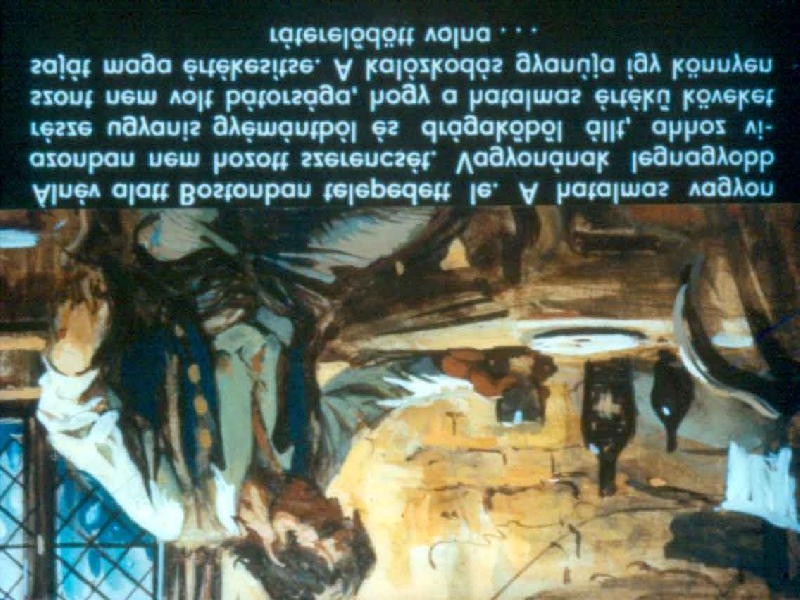 Álnév alatt Bostonban telepedett le. A hatalmas vagyon
azonban nem hozott szerencsét. Vagyonának legnagyobb
része ugyanis gyémántból és drágakőből állt, ahhoz vi-
szont nem volt bátorsága, hogy a hatalmas értékű köveket
saját maga értékesítse. A kalózkodás gyanúja így könnyen
ráterelődött volna...